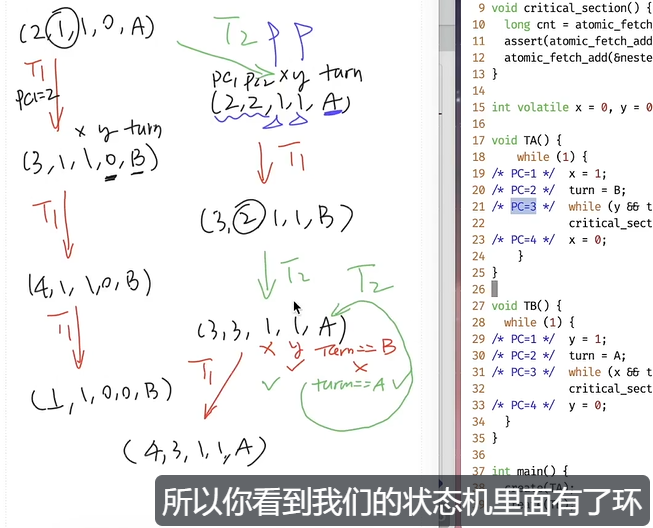 (2,1,1,0,A)
T1
PC1=2
x y turn
(3,1,1,0,B)
T1
(4,1,1,0,B)
T1
(1,1,0,0,B)
T2 P P
PC1 PC2 x y turn
(2,2,1,1,A)
T1
(3,2,1,1,B)
T2
T2
(3,3,1,1,A)
x y turn==B
✓ ×
✓ turn==A ✓
T1
(4,3,1,1,A)
9 void critical_section() {
10 long cnt = atomic_fetch
11 assert(atomic_fetch_add
12 atomic_fetch_add(&neste
13 }
14
15 int volatile x = 0, y = 0
16
17 void TA() {
18 while (1) {
19 /* PC=1 */ x = 1;
20 /* PC=2 */ turn = B;
21 /* PC=3 */ while (y && t
22 critical_sect
23 /* PC=4 */ x = 0;
24 }
25 }
26
27 void TB() {
28 while (1) {
29 /* PC=1 */ y = 1;
30 /* PC=2 */ turn = A;
31 /* PC=3 */ while (x && t
32 critical_sect
33 /* PC=4 */ y = 0;
34 }
35 }
36
37 int main() {
所以你看到我们的状态机里面有了环